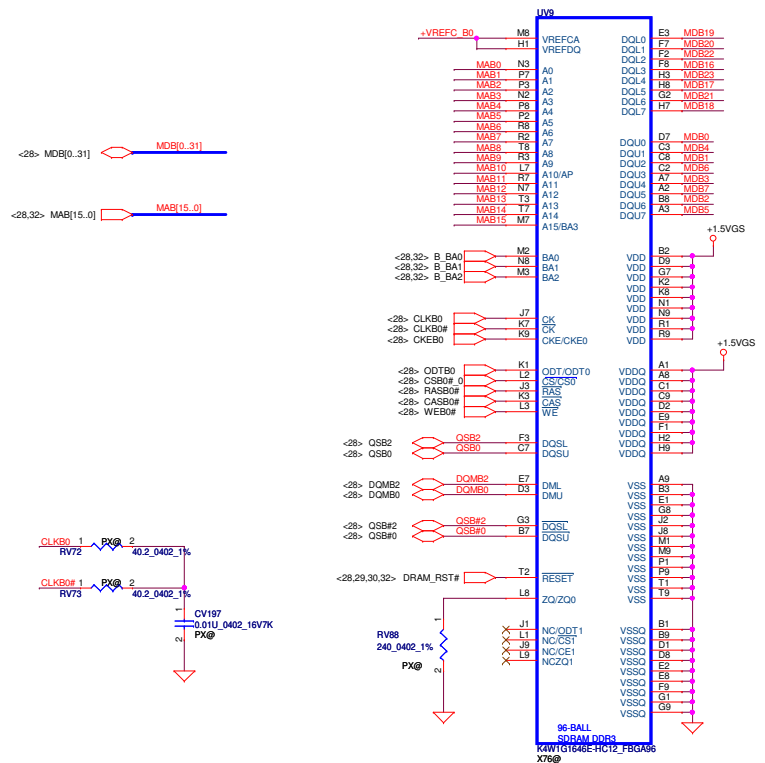 UV9
+VREFC_B0
M8 VREFCA
H1 VREFDQ
MAB0 N3 A0
MAB1 P7 A1
MAB2 P3 A2
MAB3 N2 A3
MAB4 P8 A4
MAB5 P2 A5
MAB6 R8 A6
MAB7 R2 A7
MAB8 T8 A8
MAB9 R3 A9
MAB10 L7 A10/AP
MAB11 R7 A11
MAB12 N7 A12
MAB13 T3 A13
MAB14 T7 A14
MAB15 M7 A15/BA3
DQL0 E3 MDB19
DQL1 F7 MDB20
DQL2 F2 MDB22
DQL3 F8 MDB16
DQL4 H3 MDB23
DQL5 H8 MDB17
DQL6 G2 MDB21
DQL7 H7 MDB18
DQU0 D7 MDB0
DQU1 C3 MDB4
DQU2 C8 MDB1
DQU3 C2 MDB6
DQU4 A7 MDB3
DQU5 A2 MDB7
DQU6 B8 MDB2
DQU7 A3 MDB5
<28> MDB[0..31] MDB[0..31]
<28,32> MAB[15..0] MAB[15..0]
<28,32> B_BA0 M2 BA0
<28,32> B_BA1 N8 BA1
<28,32> B_BA2 M3 BA2
+1.5VGS
VDD B2
VDD D9
VDD G7
VDD K2
VDD K8
VDD N1
VDD N9
VDD R1
VDD R9
<28> CLKB0 J7 CK
<28> CLKB0# K7 CK
<28> CKEB0 K9 CKE/CKE0
+1.5VGS
<28> ODTB0 K1 ODT/ODT0
<28> CSB0#_0 L2 CS/CS0
<28> RASB0# J3 RAS
<28> CASB0# K3 CAS
<28> WEB0# L3 WE
VDDQ A1
VDDQ A8
VDDQ C1
VDDQ C9
VDDQ D2
VDDQ E9
VDDQ F1
VDDQ H2
VDDQ H9
<28> QSB2 QSB2 F3 DQSL
<28> QSB0 QSB0 C7 DQSU
<28> DQMB2 DQMB2 E7 DML
<28> DQMB0 DQMB0 D3 DMU
<28> QSB#2 QSB#2 G3 DQSL
<28> QSB#0 QSB#0 B7 DQSU
VSS A9
VSS B3
VSS E1
VSS G8
VSS J2
VSS J8
VSS M1
VSS M9
VSS P1
VSS P9
VSS T1
VSS T9
<28,29,30,32> DRAM_RST# T2 RESET
L8 ZQ/ZQ0
J1 NC/ODT1
L1 NC/CS1
J9 NC/CE1
L9 NCZQ1
VSSQ B1
VSSQ B9
VSSQ D1
VSSQ D8
VSSQ E2
VSSQ E8
VSSQ F9
VSSQ G1
VSSQ G9
CLKB0 1 PX@ 2
RV72 40.2_0402_1%
CLKB0# 1 PX@ 2
RV73 40.2_0402_1%
1
CV197
0.01U_0402_16V7K
2 PX@
1
RV88
240_0402_1%
PX@ 2
96-BALL
SDRAM DDR3
K4W1G1646E-HC12_FBGA96
X76@